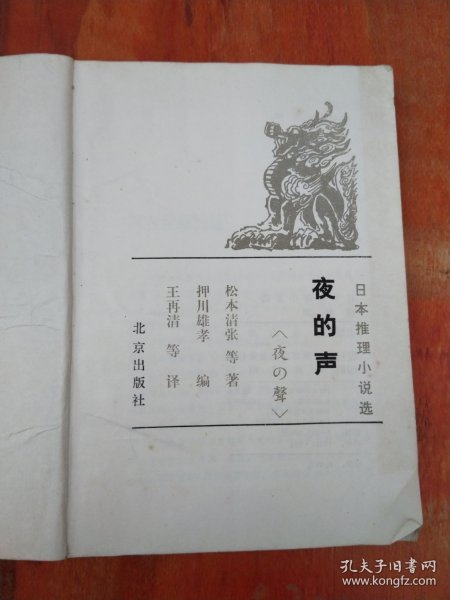 日本推理小说选
夜的声
〈夜の聲〉
松本清张 等著
押川雄孝 编
王再清 等译
北京出版社
孔夫子旧书网
www.kongfz.com